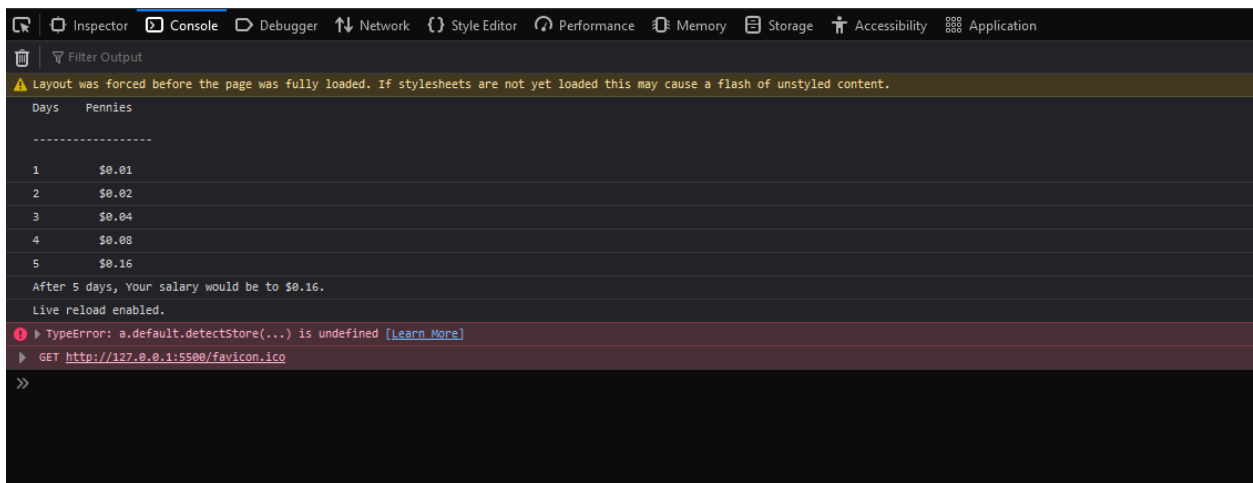 Inspector Console Debugger Network {} Style Editor Performance Memory Storage Accessibility Application
Filter Output
Layout was forced before the page was fully loaded. If stylesheets are not yet loaded this may cause a flash of unstyled content.
Days Pennies
------------------
1 $0.01
2 $0.02
3 $0.04
4 $0.08
5 $0.16
After 5 days, Your salary would be to $0.16.
Live reload enabled.
TypeError: a.default.detectStore(...) is undefined [Learn More]
GET http://127.0.0.1:5500/favicon.ico